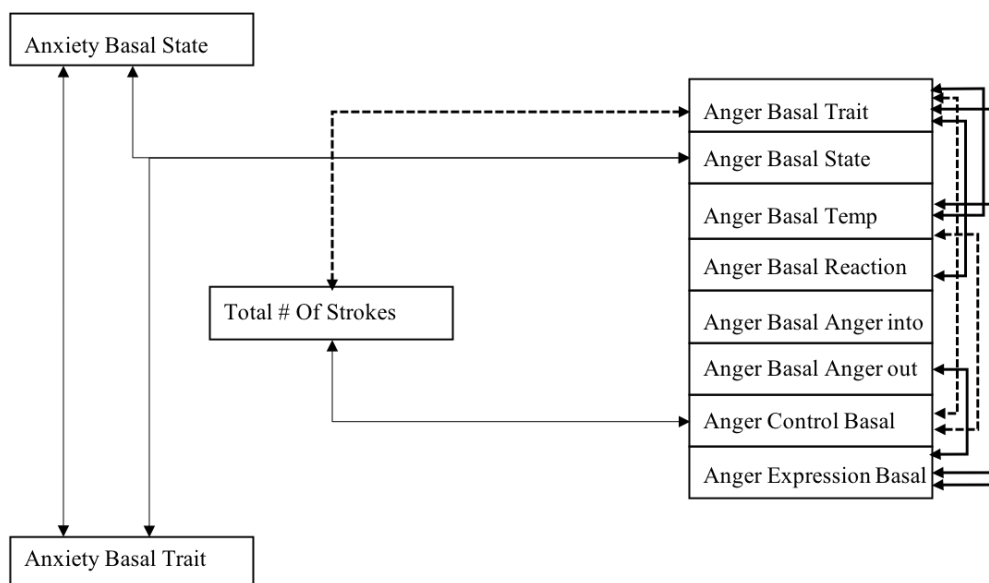 Anxiety Basal State
Anger Basal Trait
Anger Basal State
Anger Basal Temp
Anger Basal Reaction
Total # Of Strokes
Anger Basal Anger into
Anger Basal Anger out
Anger Control Basal
Anger Expression Basal
Anxiety Basal Trait